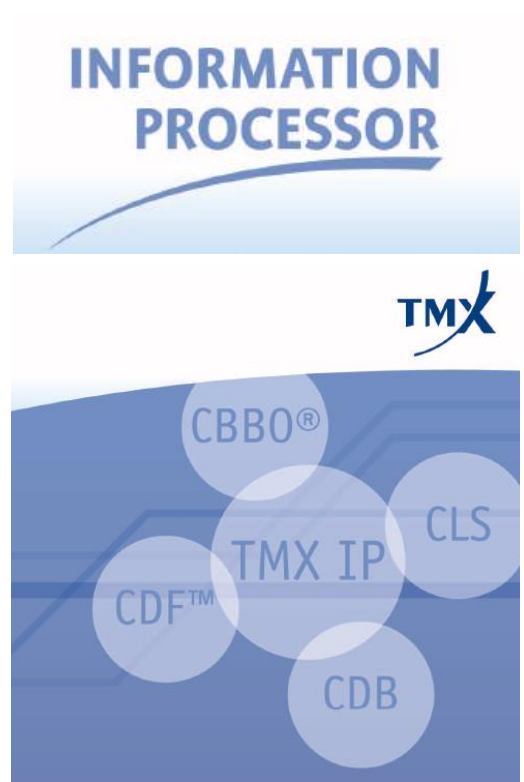 INFORMATION
PROCESSOR
TMX
CBBO®
CLS
TMX IP
CDF™
CDB